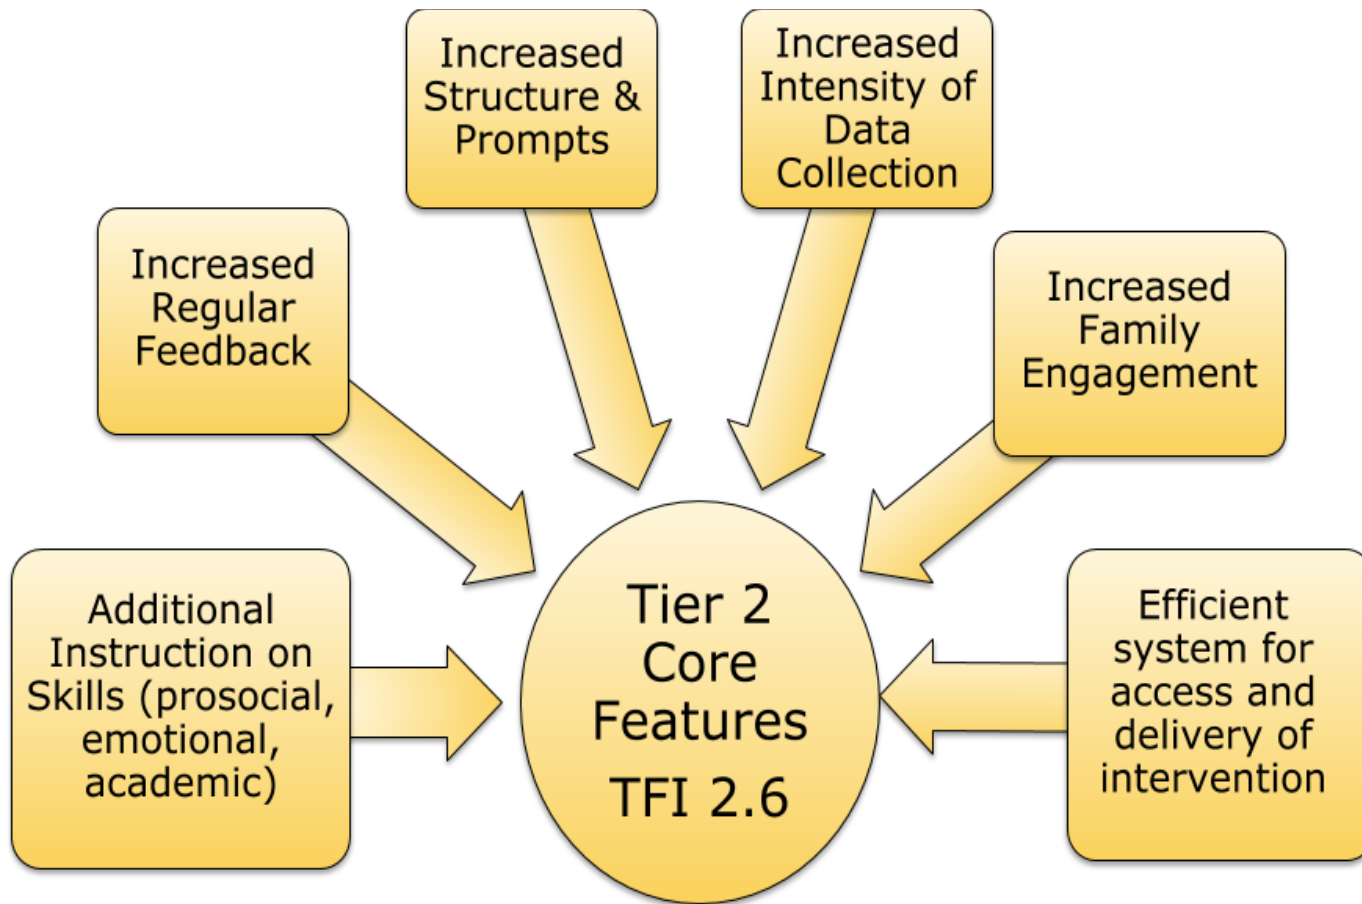 Increased
Structure &
Prompts
Increased
Intensity of
Data
Collection
Increased
Regular
Feedback
Increased
Family
Engagement
Additional
Instruction on
Skills (prosocial,
emotional,
academic)
Tier 2
Core
Features
TFI 2.6
Efficient
system for
access and
delivery of
intervention